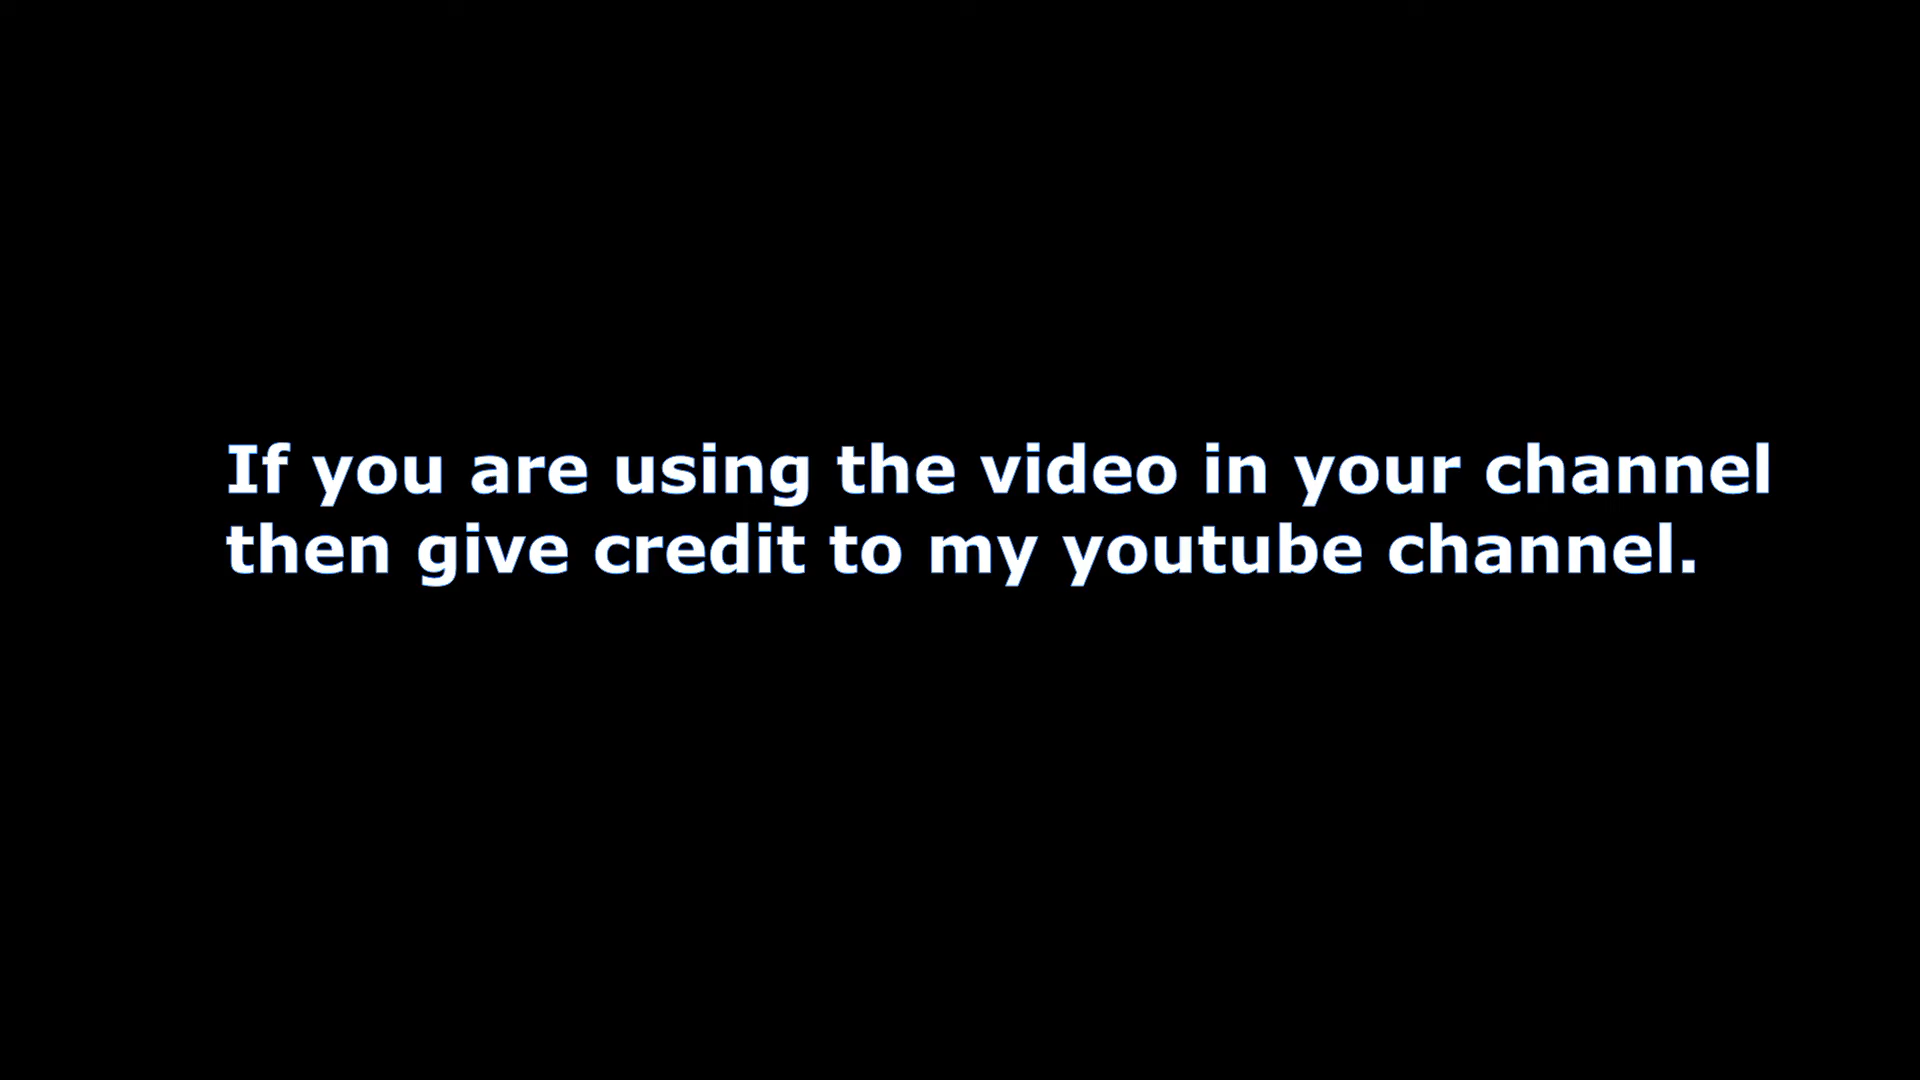 If you are using the video in your channel
then give credit to my youtube channel.